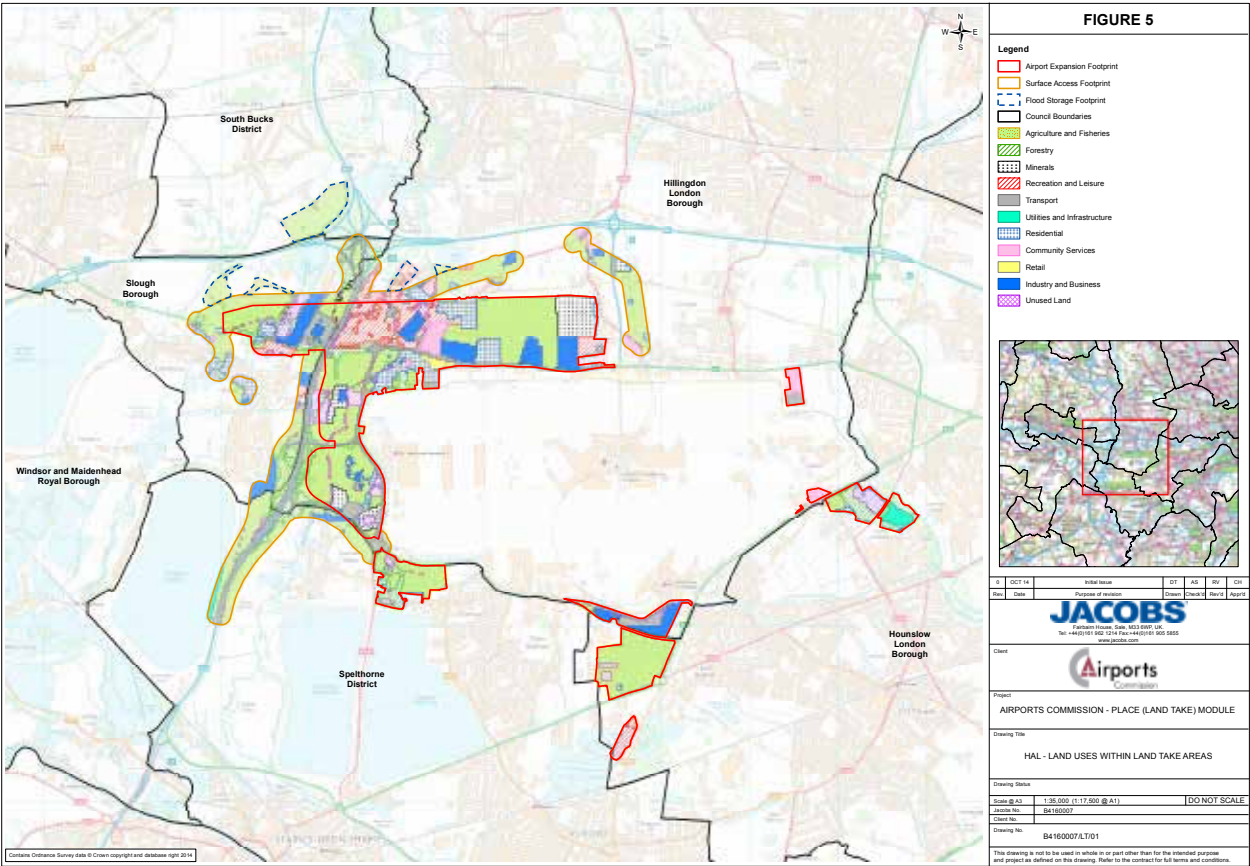 FIGURE 5
N
W E
S
Legend
Airport Expansion Footprint
Surface Access Footprint
Flood Storage Footprint
Council Boundaries
Agriculture and Fisheries
Forestry
Minerals
Recreation and Leisure
Transport
Utilities and Infrastructure
Residential
Community Services
Retail
Industry and Business
Unused Land
South Bucks
District
Hillingdon
London
Borough
Slough
Borough
Windsor and Maidenhead
Royal Borough
Spelthorne
District
Hounslow
London
Borough
0 OCT 14 Initial Issue DT AS RV CH
Rev. Date Purpose of revision Drawn Check'd Rev'd Appr'd
JACOBS
Fairbairn House, Sale, M33 6WP, UK.
Tel: +44(0)161 962 1214 Fax:+44(0)161 905 5855
www.jacobs.com
Client
Airports
Commission
Project
AIRPORTS COMMISSION - PLACE (LAND TAKE) MODULE
Drawing Title
HAL - LAND USES WITHIN LAND TAKE AREAS
Drawing Status
Scale @ A3 1:35,000 (1:17,500 @ A1) DO NOT SCALE
Jacobs No. B4160007
Client No.
Drawing No.
B4160007/LT/01
This drawing is not to be used in whole in or part other than for the intended purpose
and project as defined on this drawing. Refer to the contract for full terms and conditions.
Contains Ordnance Survey data © Crown copyright and database right 2014